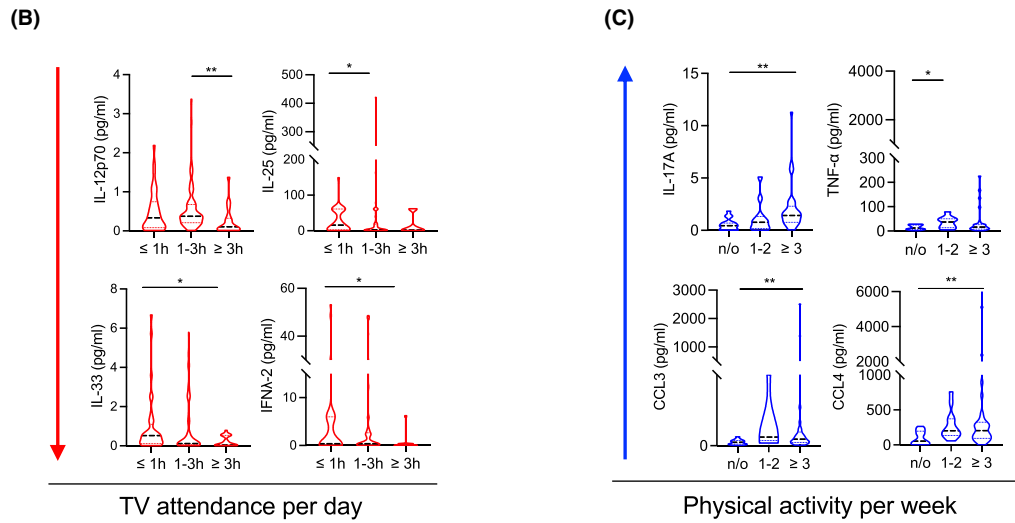 (B)
(C)
**
IL-12p70 (pg/ml)
4
3
2
1
0
≤ 1h 1-3h ≥ 3h
*
IL-25 (pg/ml)
500
400
300
200
100
0
≤ 1h 1-3h ≥ 3h
*
IL-33 (pg/ml)
8
6
4
2
0
≤ 1h 1-3h ≥ 3h
*
IFNλ-2 (pg/ml)
60
40
20
10
0
≤ 1h 1-3h ≥ 3h
TV attendance per day
**
IL-17A (pg/ml)
15
10
5
0
n/o 1-2 ≥ 3
*
TNF-α (pg/ml)
4000
2000
300
200
100
0
n/o 1-2 ≥ 3
**
CCL3 (pg/ml)
3000
2000
1000
0
n/o 1-2 ≥ 3
**
CCL4 (pg/ml)
6000
4000
2000
1000
500
0
n/o 1-2 ≥ 3
Physical activity per week